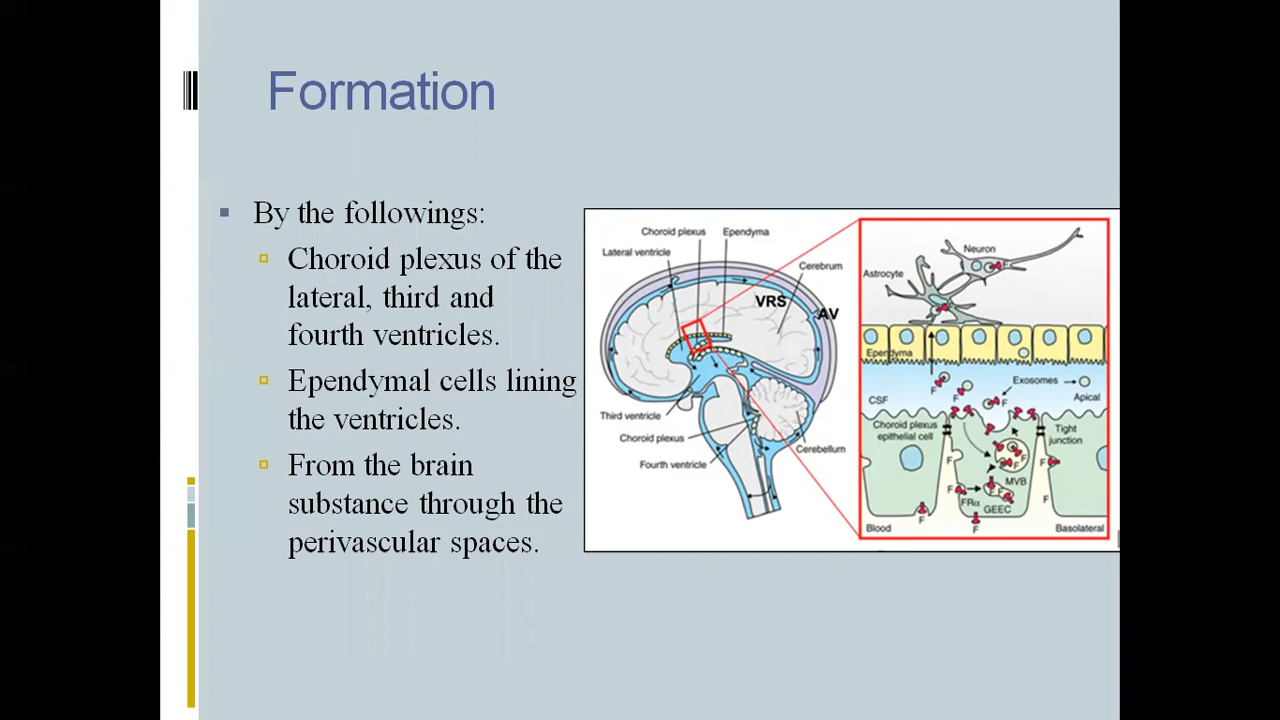 Formation
By the followings:
Choroid plexus of the
lateral, third and
fourth ventricles.
Ependymal cells lining
the ventricles.
From the brain
substance through the
perivascular spaces.
Choroid plexus
Ependyma
Lateral ventricle
Cerebrum
VRS
AV
Third ventricle
Choroid plexus
Cerebellum
Fourth ventricle
Neuron
Astrocyte
Ependyma
Exosomes
F
F
F
CSF
Apical
Choroid plexus
epithelial cell
Tight
junction
F
F
F
F
F
MVB
F
F
F
F
FRα
GEEC
F
F
Blood
Basolateral